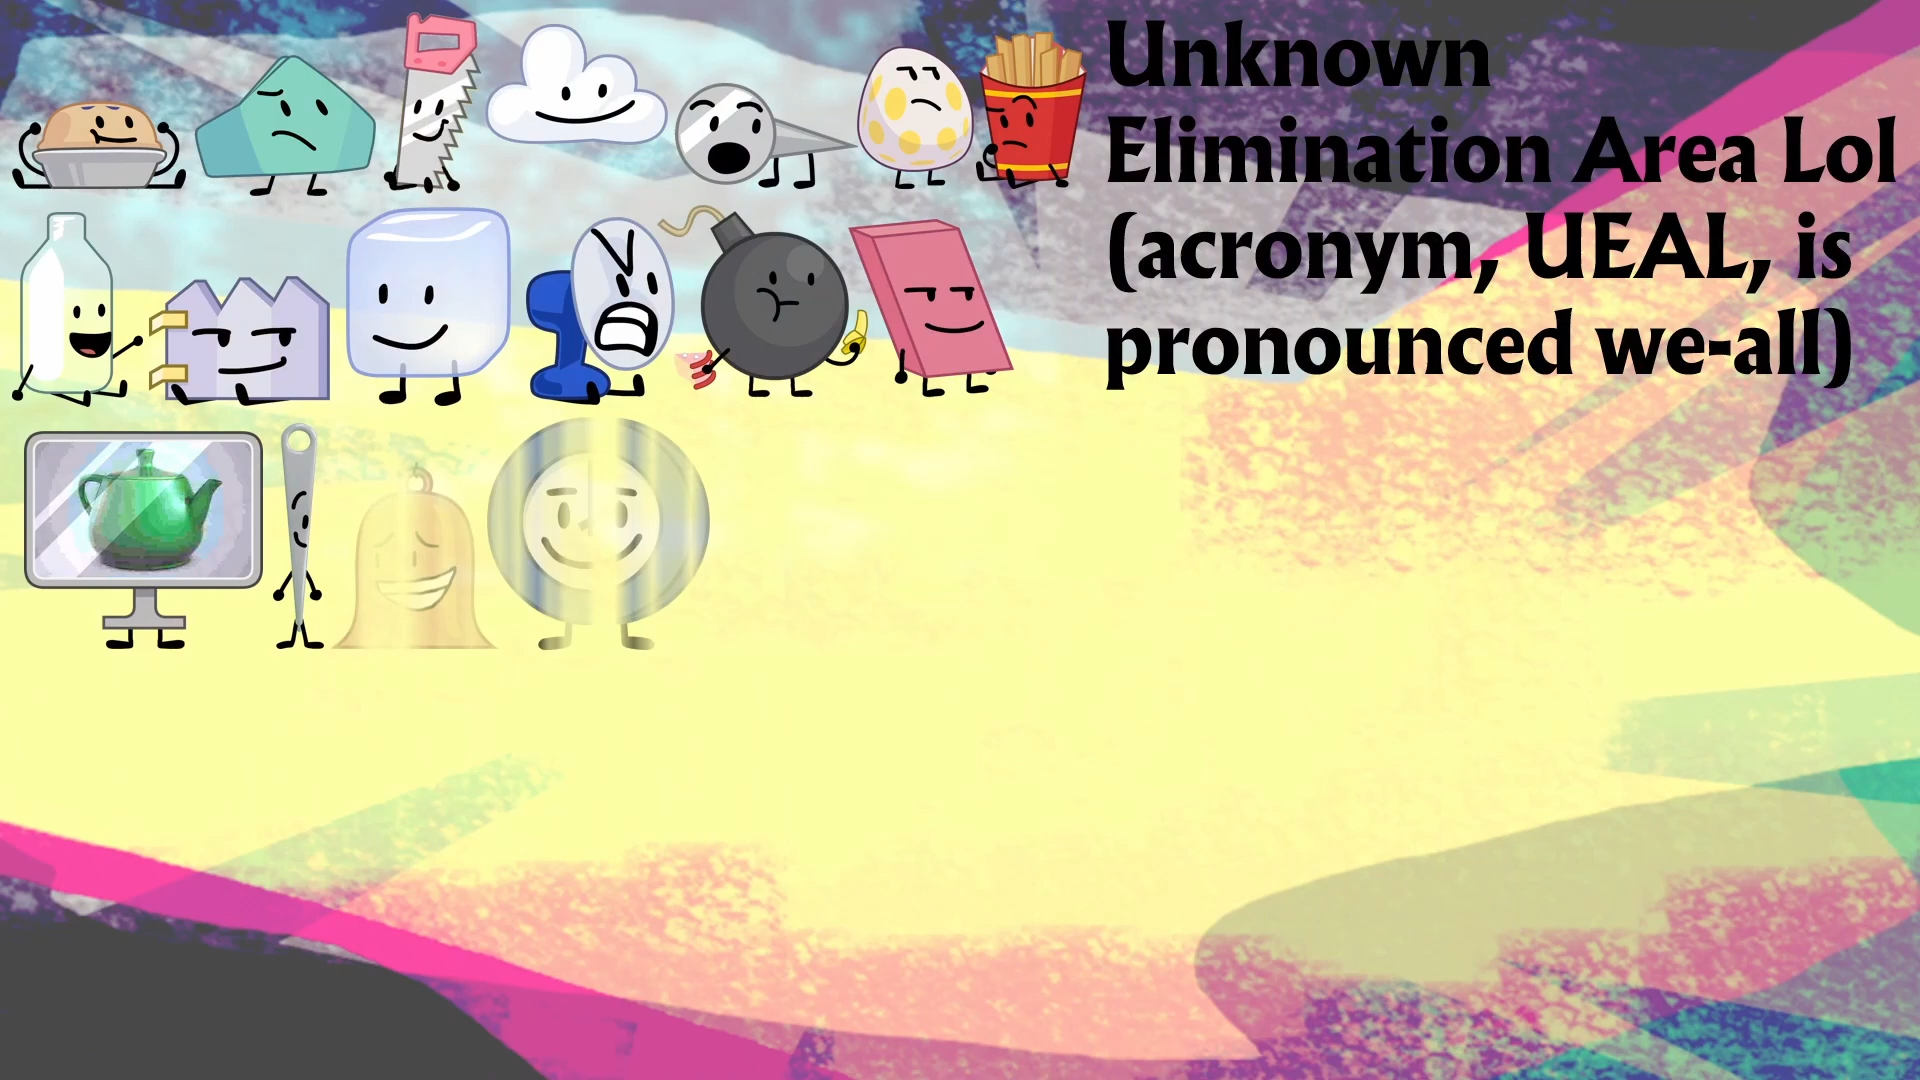 Unknown
Elimination Area Lol
(acronym, UEAL, is
pronounced we-all)